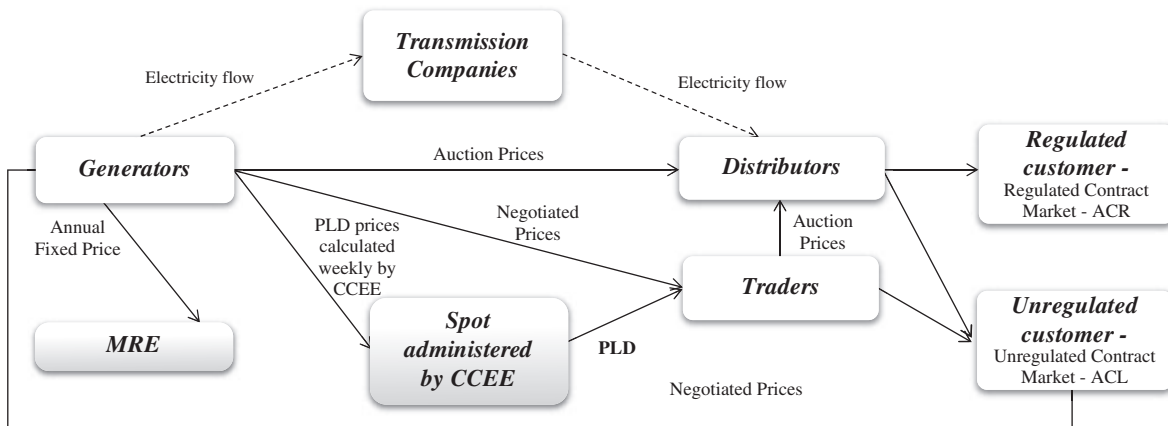 Transmission
Companies
Electricity flow
Electricity flow
Generators
Auction Prices
Distributors
Regulated
customer -
Regulated Contract
Market - ACR
Annual
Fixed Price
PLD prices
calculated
weekly by
CCEE
Negotiated
Prices
Auction
Prices
Traders
MRE
Spot
administered
by CCEE
PLD
Unregulated
customer -
Unregulated Contract
Market - ACL
Negotiated Prices